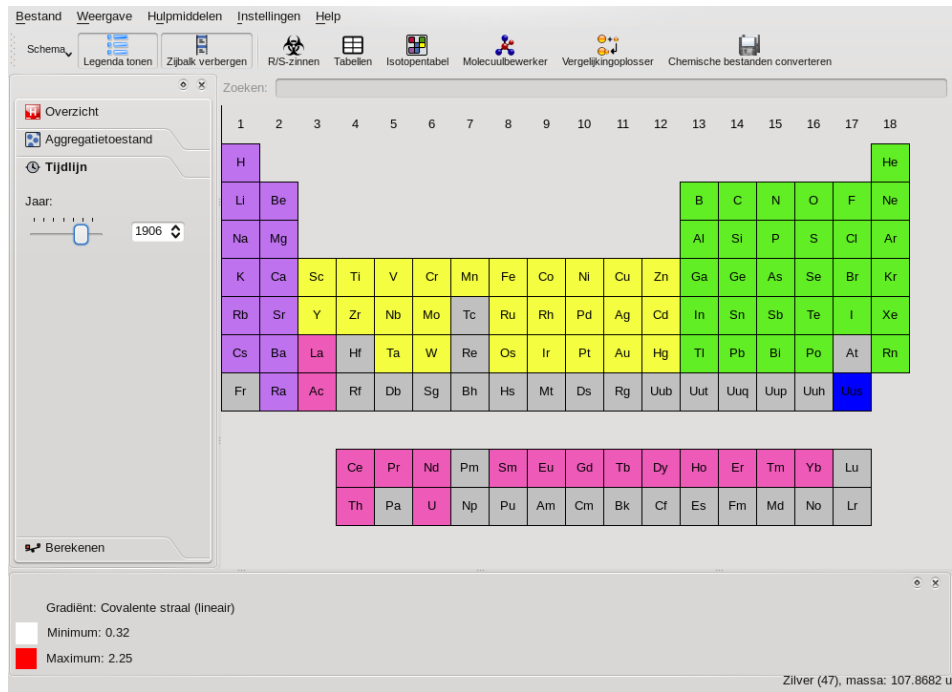 Bestand Weergave Hulpmiddelen Instellingen Help
Schema Legenda tonen Zijbalk verbergen R/S-zinnen Tabellen Isotopentabel Molecuulbewerker Vergelijkingoplosser Chemische bestanden converteren
Zoeken:
Overzicht
Aggregatietoestand
Tijdlijn
Jaar:
1906
Berekenen
1 2 3 4 5 6 7 8 9 10 11 12 13 14 15 16 17 18
H He
Li Be B C N O F Ne
Na Mg Al Si P S Cl Ar
K Ca Sc Ti V Cr Mn Fe Co Ni Cu Zn Ga Ge As Se Br Kr
Rb Sr Y Zr Nb Mo Tc Ru Rh Pd Ag Cd In Sn Sb Te I Xe
Cs Ba La Hf Ta W Re Os Ir Pt Au Hg Tl Pb Bi Po At Rn
Fr Ra Ac Rf Db Sg Bh Hs Mt Ds Rg Uub Uut Uuq Uup Uuh Uus
Ce Pr Nd Pm Sm Eu Gd Tb Dy Ho Er Tm Yb Lu
Th Pa U Np Pu Am Cm Bk Cf Es Fm Md No Lr
Gradiënt: Covalente straal (lineair)
Minimum: 0.32
Maximum: 2.25
Zilver (47), massa: 107.8682 u